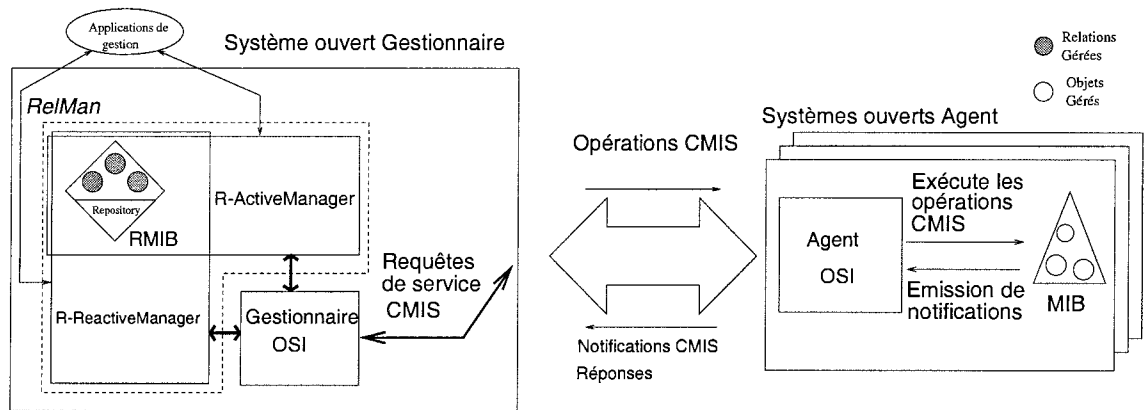 Applications de
gestion
Système ouvert Gestionnaire
RelMan
Repository
RMIB
R-ActiveManager
R-ReactiveManager
Gestionnaire
OSI
Requêtes
de service
CMIS
Opérations CMIS
Notifications CMIS
Réponses
Relations
Gérées
Objets
Gérés
Systèmes ouverts Agent
Agent
OSI
Exécute les
opérations
CMIS
Emission de
notifications
MIB